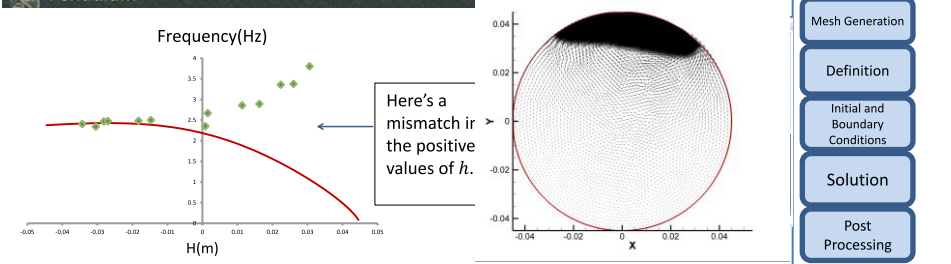 Frequency(Hz)
4
3.5
3
2.5
2
1.5
1
0.5
0
-0.05
-0.04
-0.03
-0.02
-0.01
0
0.01
0.02
0.03
0.04
0.05
H(m)
Here's a
mismatch in
the positive
values of h.
Y
0.04
0.02
0
-0.02
-0.04
-0.04
-0.02
0
0.02
0.04
X
Mesh Generation
Definition
Initial and
Boundary
Conditions
Solution
Post
Processing